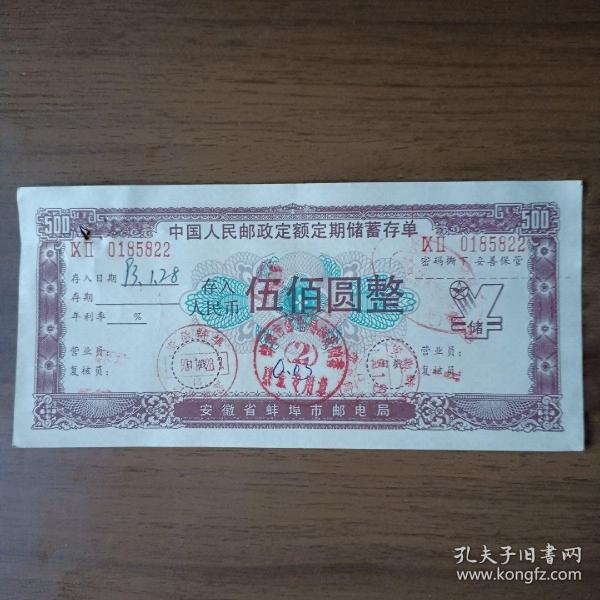 500 500
中国人民邮政定额定期储蓄存单
XII 0185822 XII 0185822
密码撕下 妥善保管
存入日期 93.1.28
存期
年利率 %
存入
人民币 伍佰圆整
储
营业员: 营业员:
复核员: 复核员:
2
安徽省蚌埠市邮电局
孔夫子旧书网
www.kongfz.com